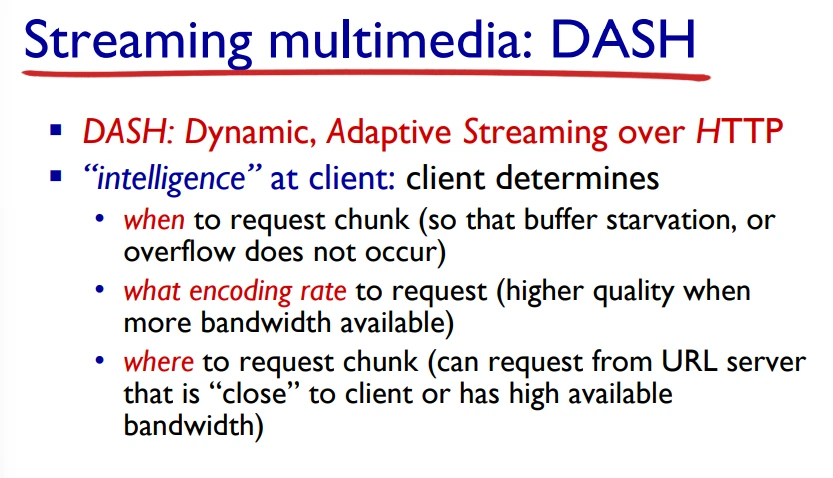 Streaming multimedia: DASH
▪ DASH: Dynamic, Adaptive Streaming over HTTP
▪ “intelligence” at client: client determines
• when to request chunk (so that buffer starvation, or
overflow does not occur)
• what encoding rate to request (higher quality when
more bandwidth available)
• where to request chunk (can request from URL server
that is “close” to client or has high available
bandwidth)